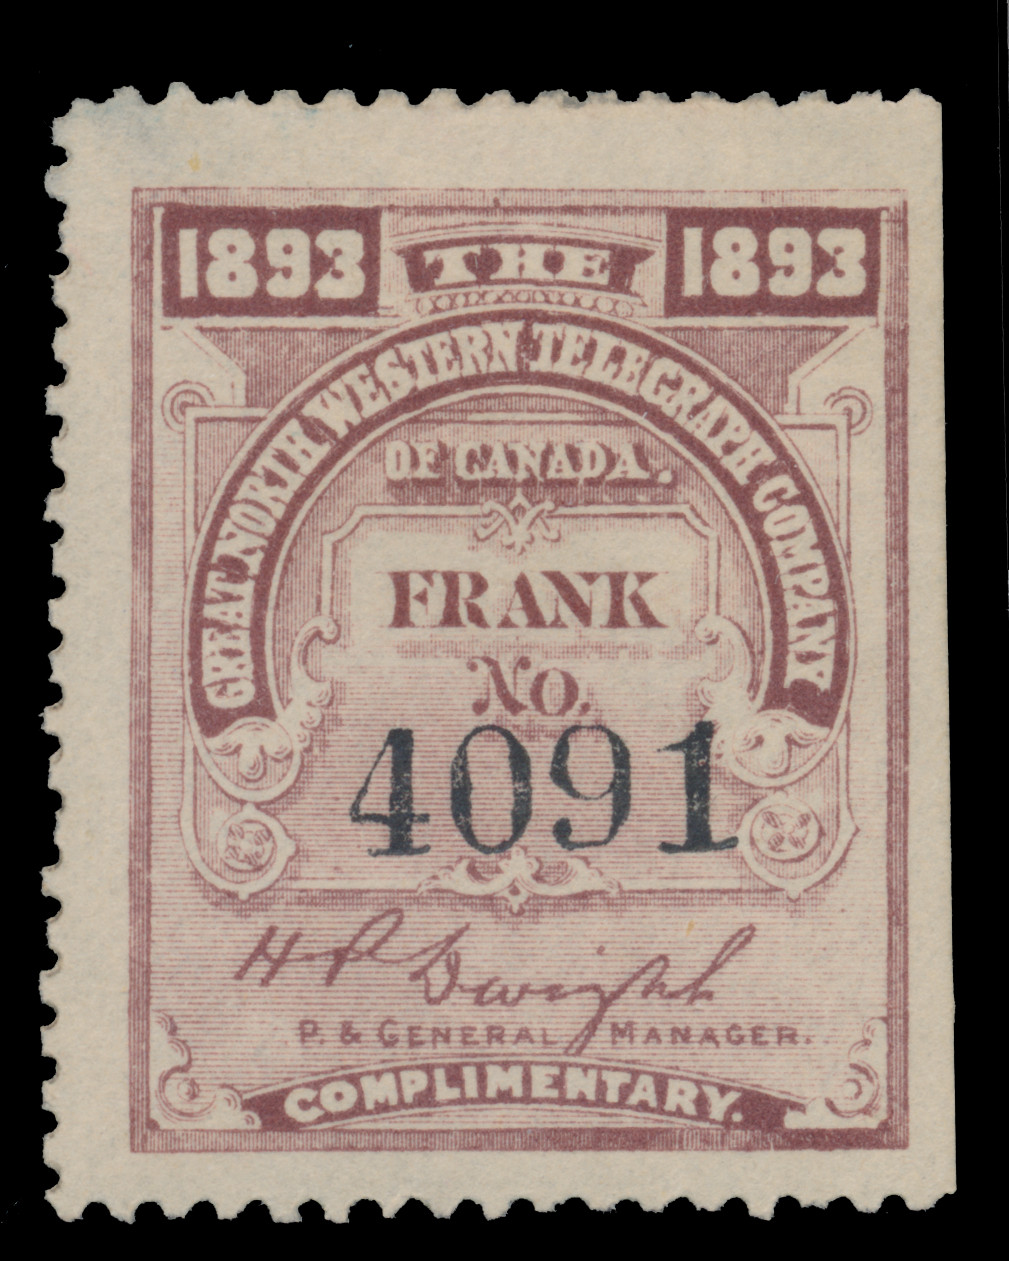 1893 THE 1893
GREAT NORTH WESTERN TELEGRAPH COMPANY
OF CANADA.
FRANK
No.
4091
H P Dwight
P. & GENERAL MANAGER.
COMPLIMENTARY.